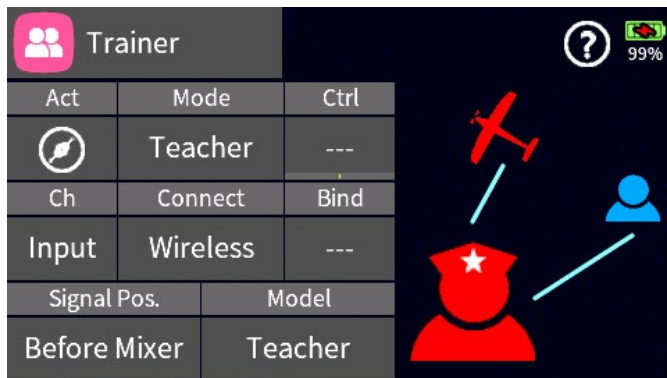 Trainer
?
99%
Act Mode Ctrl
Teacher ---
Ch Connect Bind
Input Wireless ---
Signal Pos. Model
Before Mixer Teacher